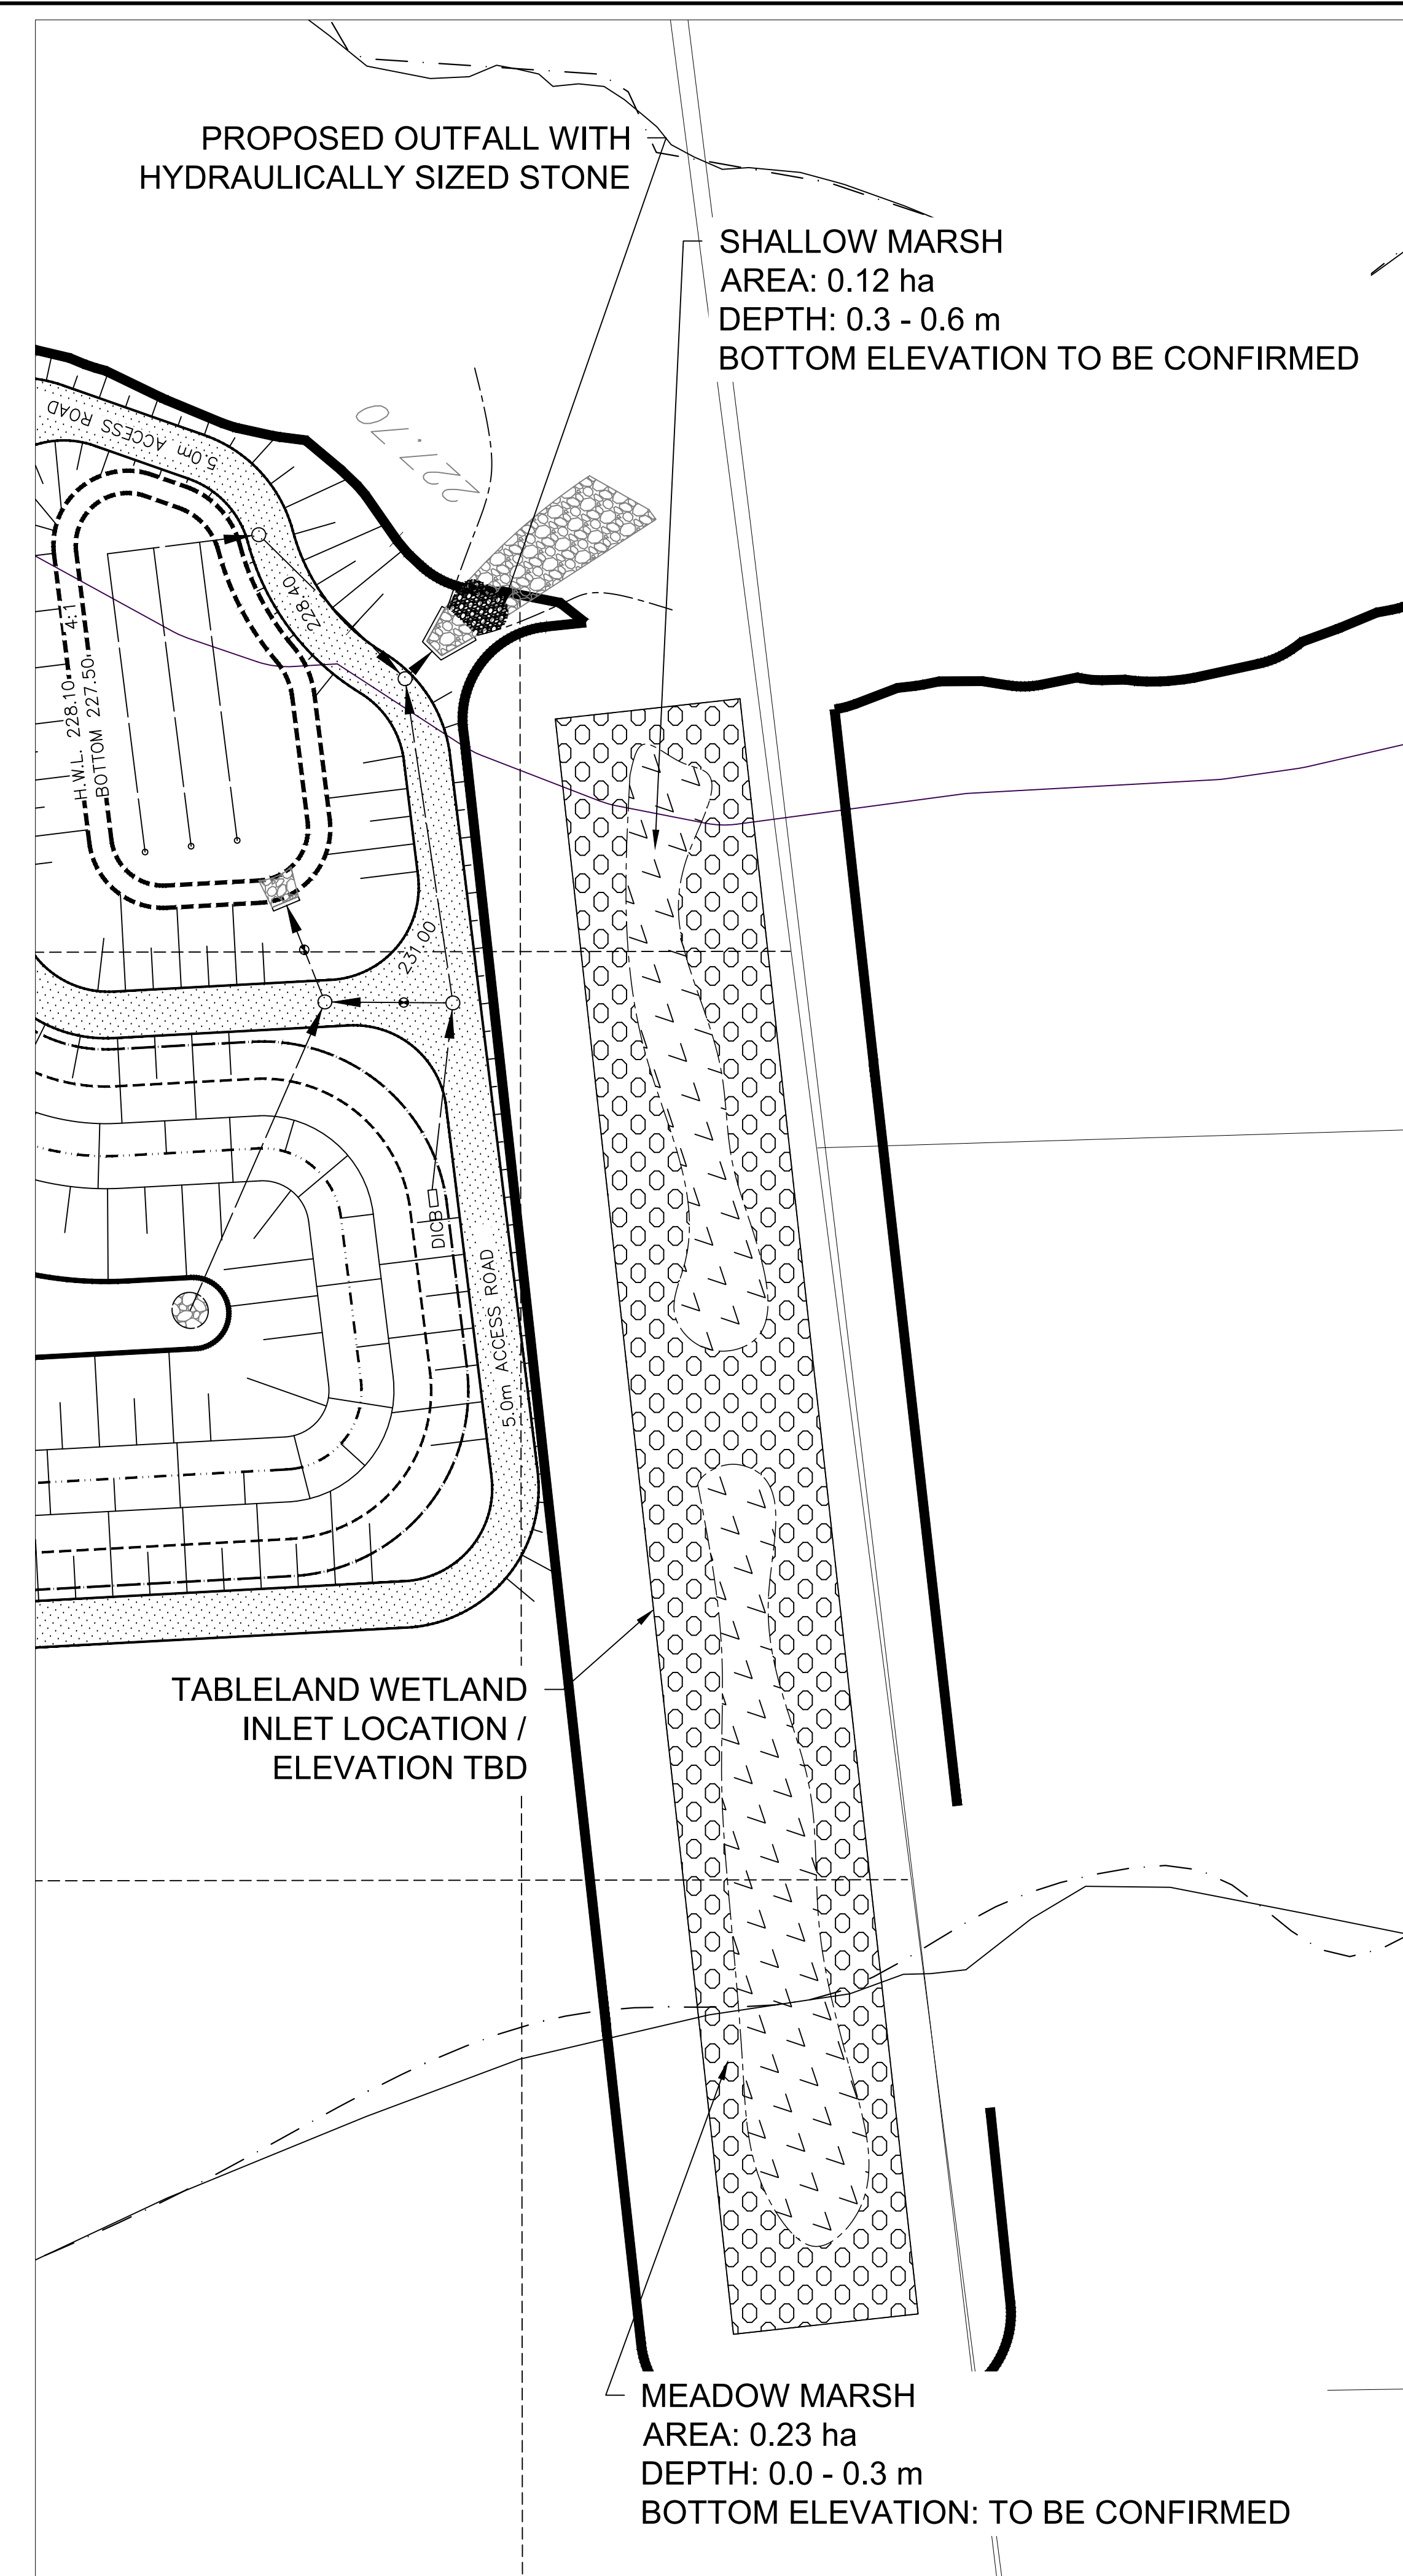 PROPOSED OUTFALL WITH
HYDRAULICALLY SIZED STONE
SHALLOW MARSH
AREA: 0.12 ha
DEPTH: 0.3 - 0.6 m
BOTTOM ELEVATION TO BE CONFIRMED
5.0m ACCESS ROAD
227.70
228.40
4:1
H.W.L. 228.10
BOTTOM 227.50
231.00
DICB
5.0m ACCESS ROAD
TABLELAND WETLAND
INLET LOCATION /
ELEVATION TBD
MEADOW MARSH
AREA: 0.23 ha
DEPTH: 0.0 - 0.3 m
BOTTOM ELEVATION: TO BE CONFIRMED